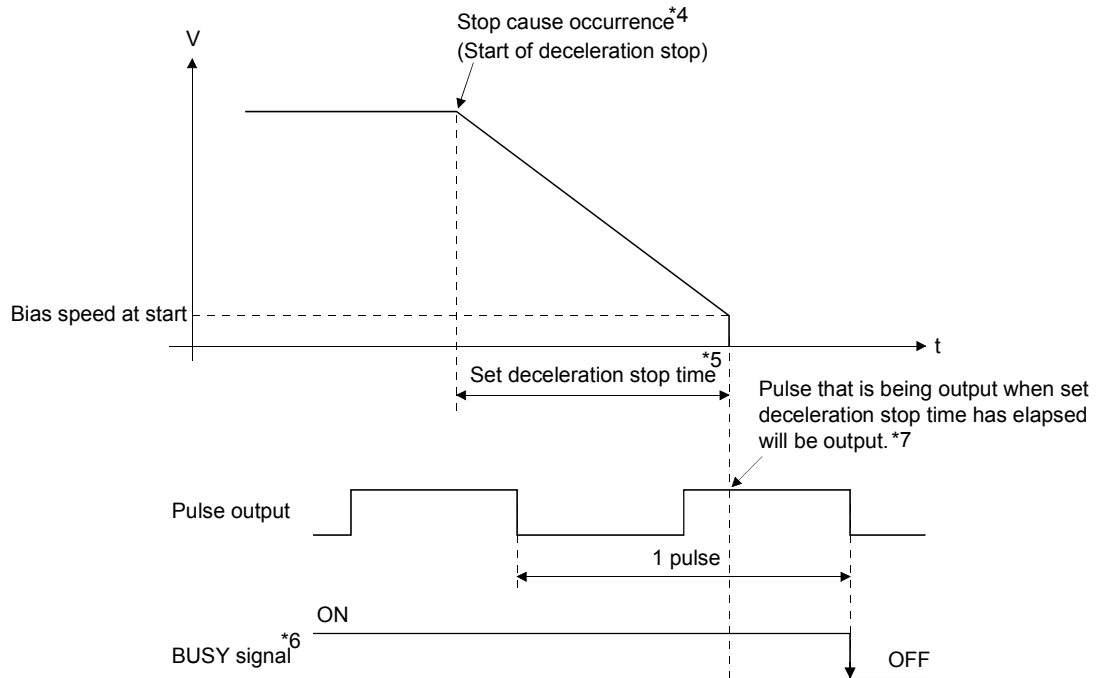 Stop cause occurrence*4
(Start of deceleration stop)
V
Bias speed at start
t
Set deceleration stop time*5
Pulse that is being output when set
deceleration stop time has elapsed
will be output.*7
Pulse output
1 pulse
ON
BUSY signal*6
OFF